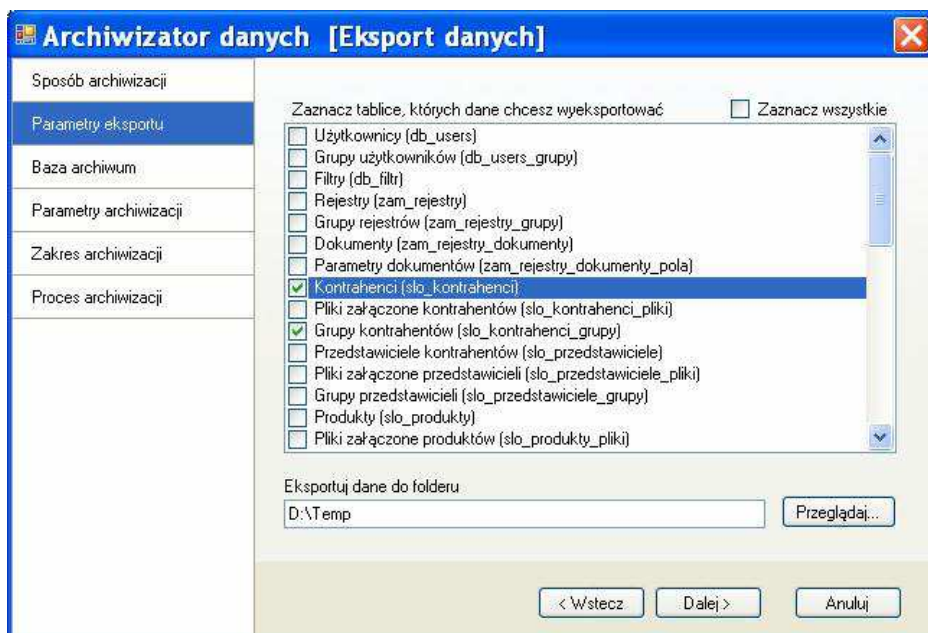 Archiwizator danych [Eksport danych]
Sposób archiwizacji
Parametry eksportu
Baza archiwum
Parametry archiwizacji
Zakres archiwizacji
Proces archiwizacji
Zaznacz tablice, których dane chcesz wyeksportować
Zaznacz wszystkie
Użytkownicy (db_users)
Grupy użytkowników (db_users_grupy)
Filtry (db_filtr)
Rejestry (zam_rejestry)
Grupy rejestrów (zam_rejestry_grupy)
Dokumenty (zam_rejestry_dokumenty)
Parametry dokumentów (zam_rejestry_dokumenty_pola)
Kontrahenci (slo_kontrahenci)
Pliki załączone kontrahentów (slo_kontrahenci_pliki)
Grupy kontrahentów (slo_kontrahenci_grupy)
Przedstawiciele kontrahentów (slo_przedstawiciele)
Pliki załączone przedstawicieli (slo_przedstawiciele_pliki)
Grupy przedstawicieli (slo_przedstawiciele_grupy)
Produkty (slo_produkty)
Pliki załączone produktów (slo_produkty_pliki)
Eksportuj dane do folderu
D:\Temp
Przeglądaj...
< Wstecz
Dalej >
Anuluj